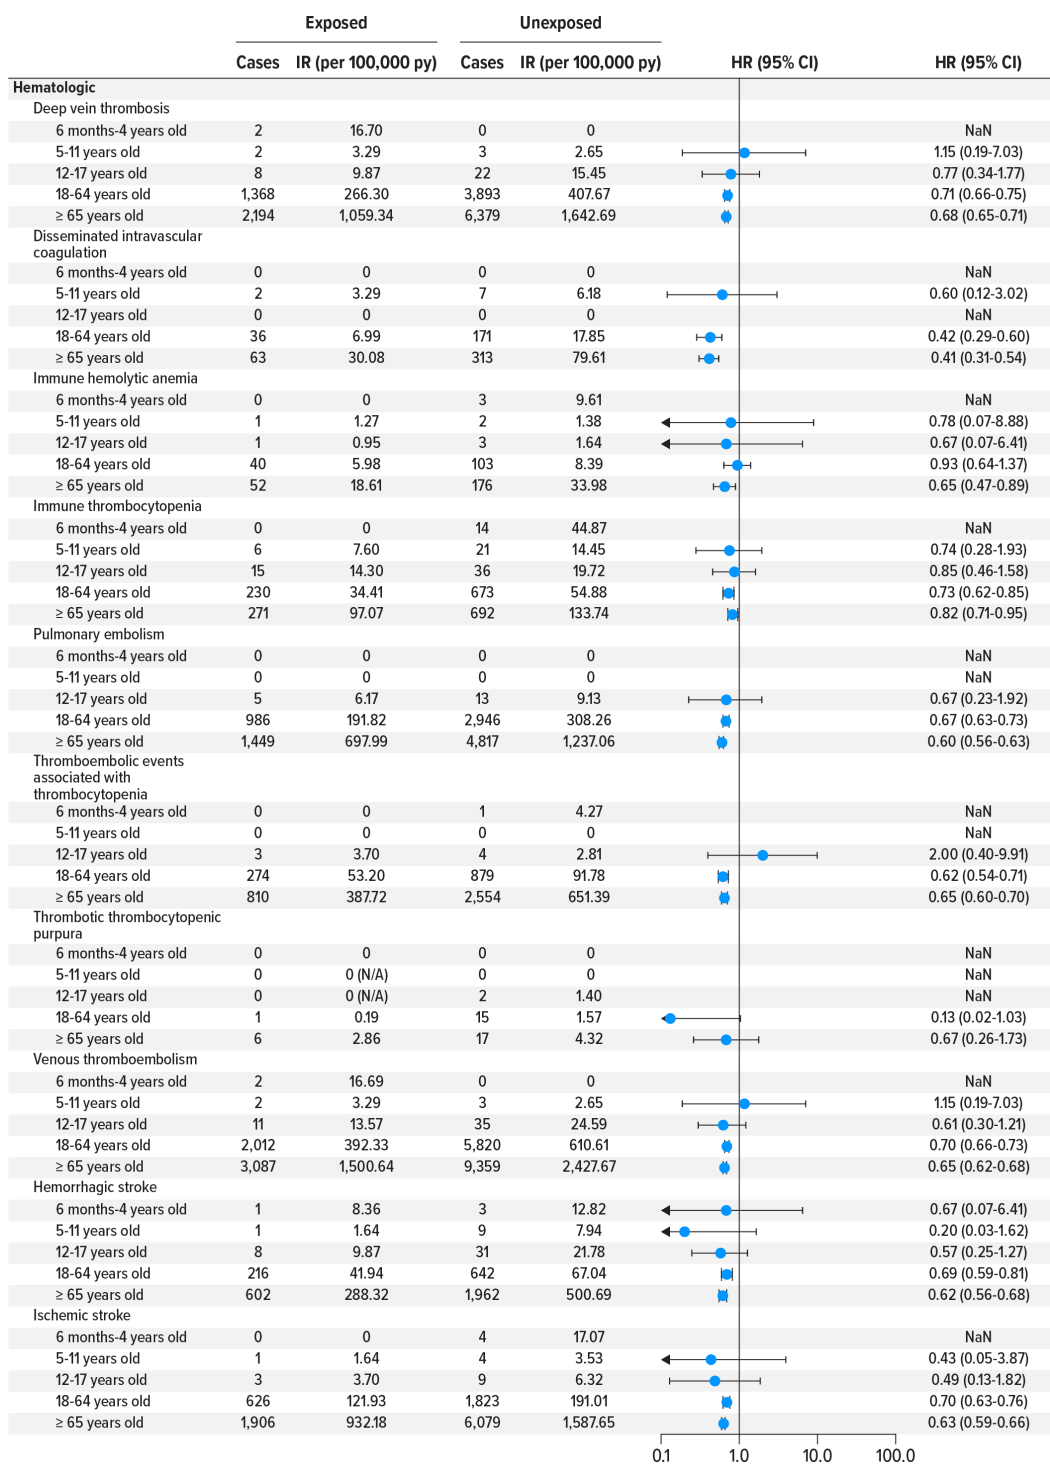 Exposed Unexposed
Cases IR (per 100,000 py) Cases IR (per 100,000 py) HR (95% CI) HR (95% CI)
Hematologic
Deep vein thrombosis
6 months-4 years old 2 16.70 0 0 NaN
5-11 years old 2 3.29 3 2.65 1.15 (0.19-7.03)
12-17 years old 8 9.87 22 15.45 0.77 (0.34-1.77)
18-64 years old 1,368 266.30 3,893 407.67 0.71 (0.66-0.75)
≥ 65 years old 2,194 1,059.34 6,379 1,642.69 0.68 (0.65-0.71)
Disseminated intravascular
coagulation
6 months-4 years old 0 0 0 0 NaN
5-11 years old 2 3.29 7 6.18 0.60 (0.12-3.02)
12-17 years old 0 0 0 0 NaN
18-64 years old 36 6.99 171 17.85 0.42 (0.29-0.60)
≥ 65 years old 63 30.08 313 79.61 0.41 (0.31-0.54)
Immune hemolytic anemia
6 months-4 years old 0 0 3 9.61 NaN
5-11 years old 1 1.27 2 1.38 0.78 (0.07-8.88)
12-17 years old 1 0.95 3 1.64 0.67 (0.07-6.41)
18-64 years old 40 5.98 103 8.39 0.93 (0.64-1.37)
≥ 65 years old 52 18.61 176 33.98 0.65 (0.47-0.89)
Immune thrombocytopenia
6 months-4 years old 0 0 14 44.87 NaN
5-11 years old 6 7.60 21 14.45 0.74 (0.28-1.93)
12-17 years old 15 14.30 36 19.72 0.85 (0.46-1.58)
18-64 years old 230 34.41 673 54.88 0.73 (0.62-0.85)
≥ 65 years old 271 97.07 692 133.74 0.82 (0.71-0.95)
Pulmonary embolism
6 months-4 years old 0 0 0 0 NaN
5-11 years old 0 0 0 0 NaN
12-17 years old 5 6.17 13 9.13 0.67 (0.23-1.92)
18-64 years old 986 191.82 2,946 308.26 0.67 (0.63-0.73)
≥ 65 years old 1,449 697.99 4,817 1,237.06 0.60 (0.56-0.63)
Thromboembolic events
associated with
thrombocytopenia
6 months-4 years old 0 0 1 4.27 NaN
5-11 years old 0 0 0 0 NaN
12-17 years old 3 3.70 4 2.81 2.00 (0.40-9.91)
18-64 years old 274 53.20 879 91.78 0.62 (0.54-0.71)
≥ 65 years old 810 387.72 2,554 651.39 0.65 (0.60-0.70)
Thrombotic thrombocytopenic
purpura
6 months-4 years old 0 0 0 0 NaN
5-11 years old 0 0 (N/A) 0 0 NaN
12-17 years old 0 0 (N/A) 2 1.40 NaN
18-64 years old 1 0.19 15 1.57 0.13 (0.02-1.03)
≥ 65 years old 6 2.86 17 4.32 0.67 (0.26-1.73)
Venous thromboembolism
6 months-4 years old 2 16.69 0 0 NaN
5-11 years old 2 3.29 3 2.65 1.15 (0.19-7.03)
12-17 years old 11 13.57 35 24.59 0.61 (0.30-1.21)
18-64 years old 2,012 392.33 5,820 610.61 0.70 (0.66-0.73)
≥ 65 years old 3,087 1,500.64 9,359 2,427.67 0.65 (0.62-0.68)
Hemorrhagic stroke
6 months-4 years old 1 8.36 3 12.82 0.67 (0.07-6.41)
5-11 years old 1 1.64 9 7.94 0.20 (0.03-1.62)
12-17 years old 8 9.87 31 21.78 0.57 (0.25-1.27)
18-64 years old 216 41.94 642 67.04 0.69 (0.59-0.81)
≥ 65 years old 602 288.32 1,962 500.69 0.62 (0.56-0.68)
Ischemic stroke
6 months-4 years old 0 0 4 17.07 NaN
5-11 years old 1 1.64 4 3.53 0.43 (0.05-3.87)
12-17 years old 3 3.70 9 6.32 0.49 (0.13-1.82)
18-64 years old 626 121.93 1,823 191.01 0.70 (0.63-0.76)
≥ 65 years old 1,906 932.18 6,079 1,587.65 0.63 (0.59-0.66)
0.1 1.0 10.0 100.0